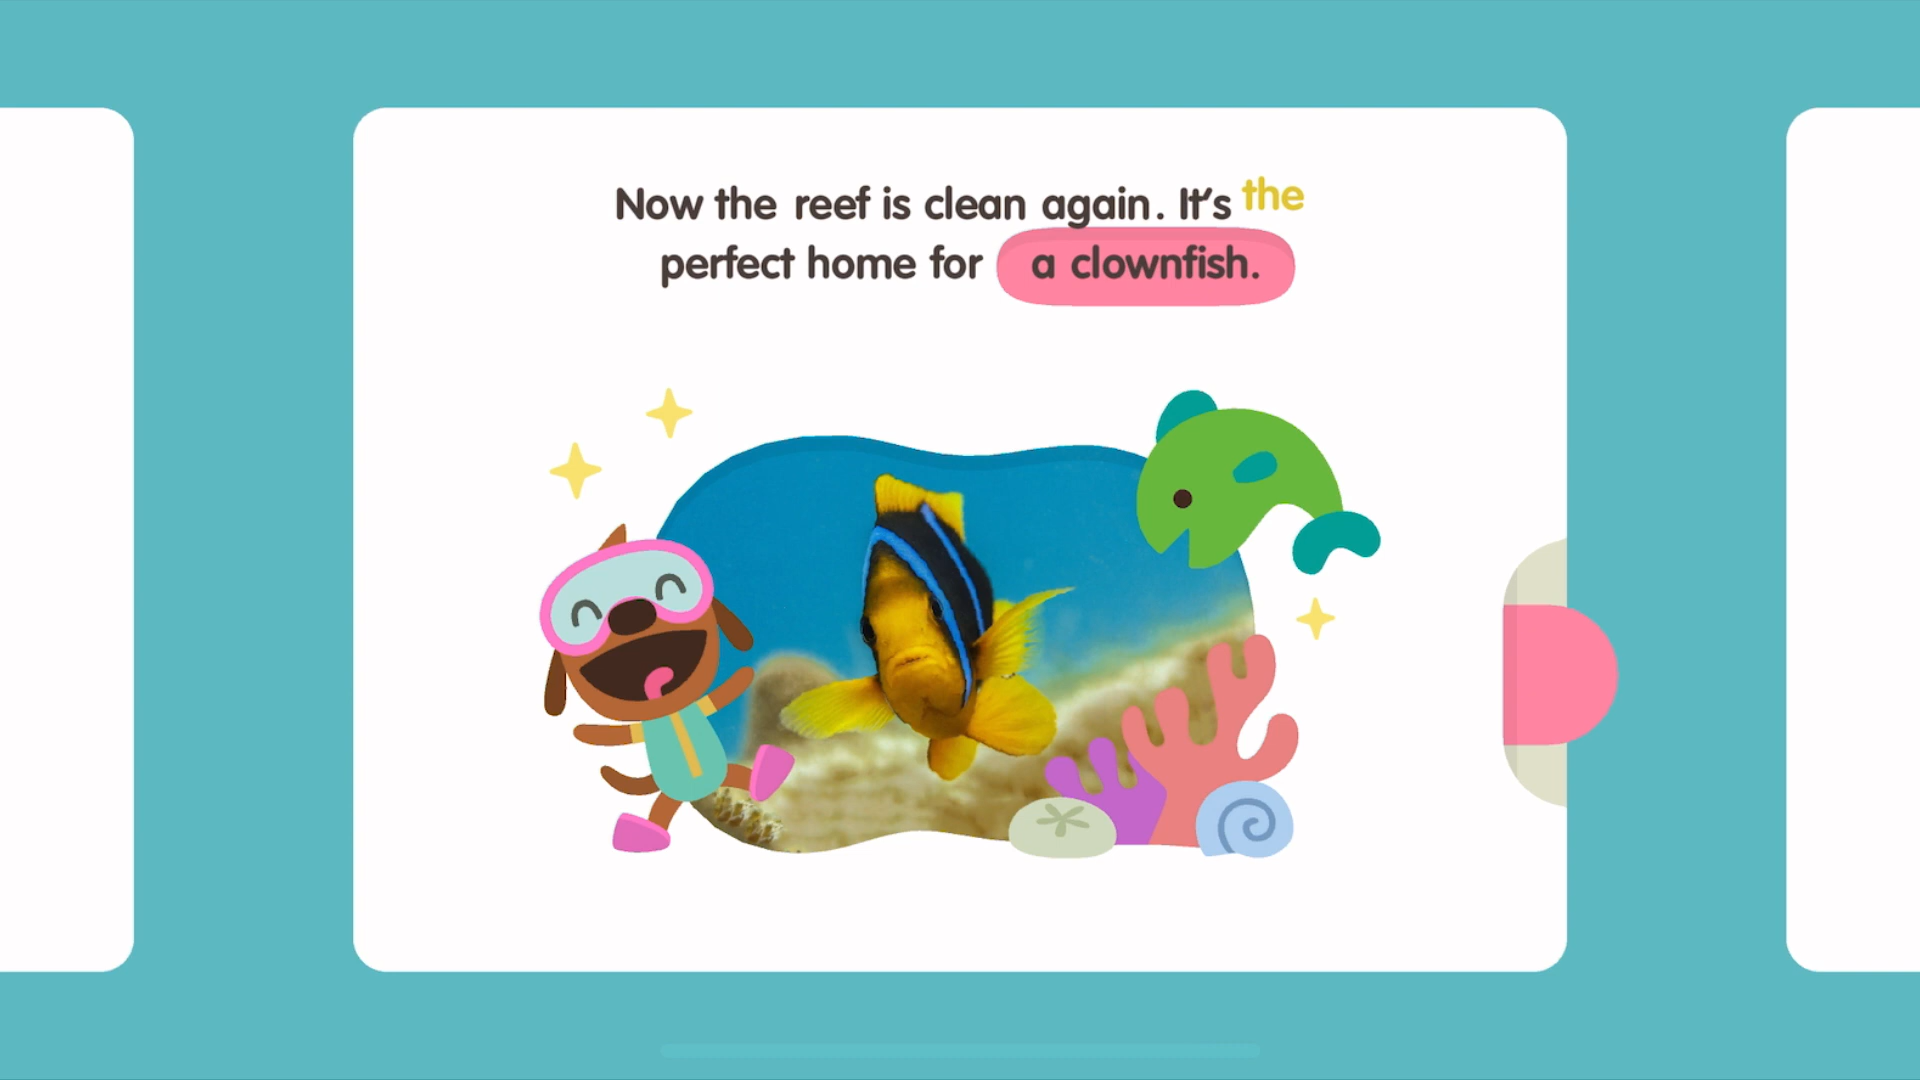 Now the reef is clean again. It's the
perfect home for a clownfish.